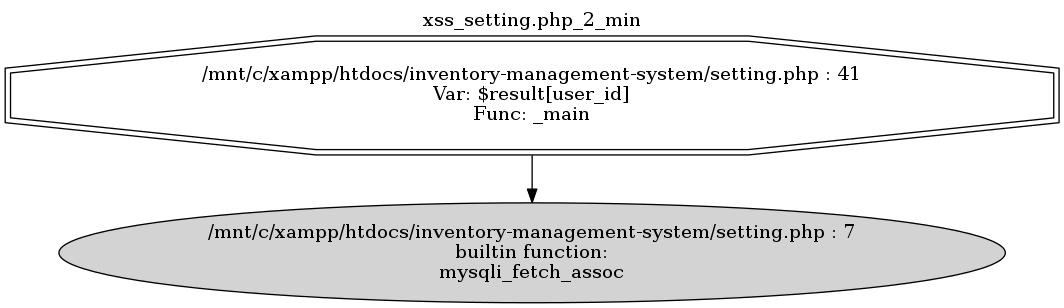 xss_setting.php_2_min
/mnt/c/xampp/htdocs/inventory-management-system/setting.php : 41
Var: $result[user_id]
Func: _main
/mnt/c/xampp/htdocs/inventory-management-system/setting.php : 7
builtin function:
mysqli_fetch_assoc